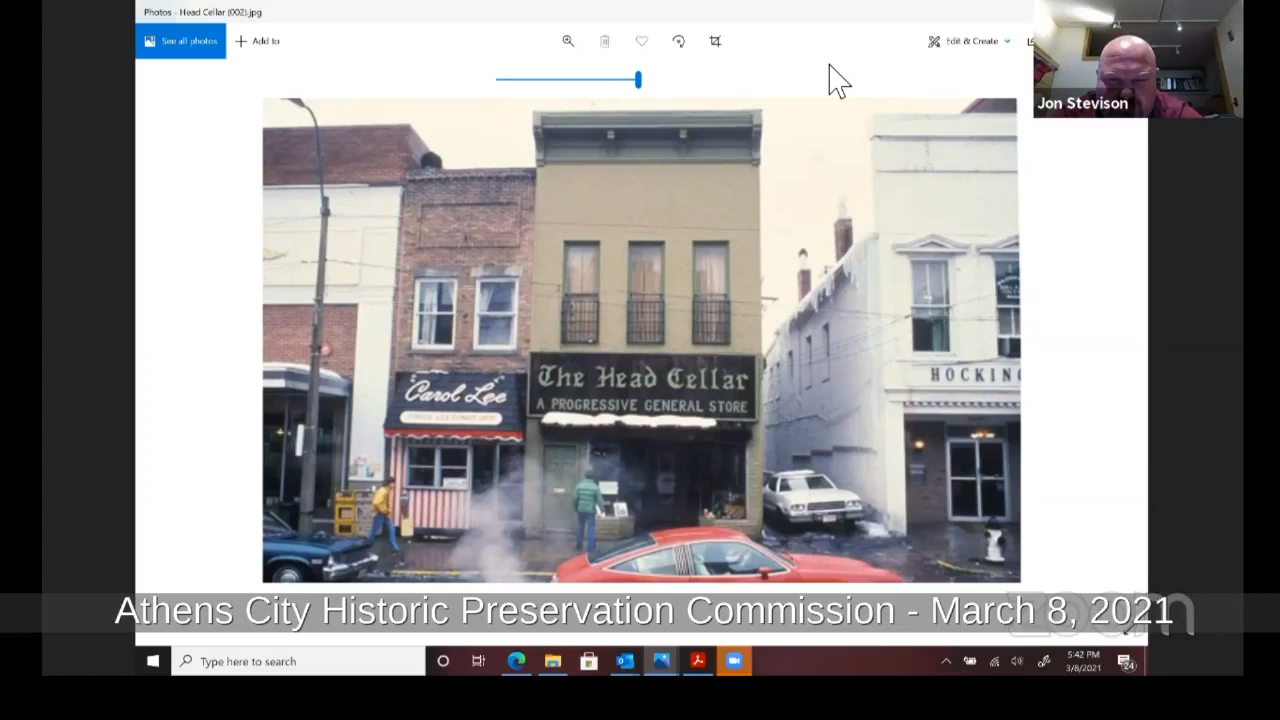 Photos - Head Cellar (002).jpg
See all photos
Add to
Edit & Create
Jon Stevison
Carol Lee
The Head Cellar
A PROGRESSIVE GENERAL STORE
HOCKING
Athens City Historic Preservation Commission - March 8, 2021
zoom
Type here to search
5:42 PM
3/8/2021
24